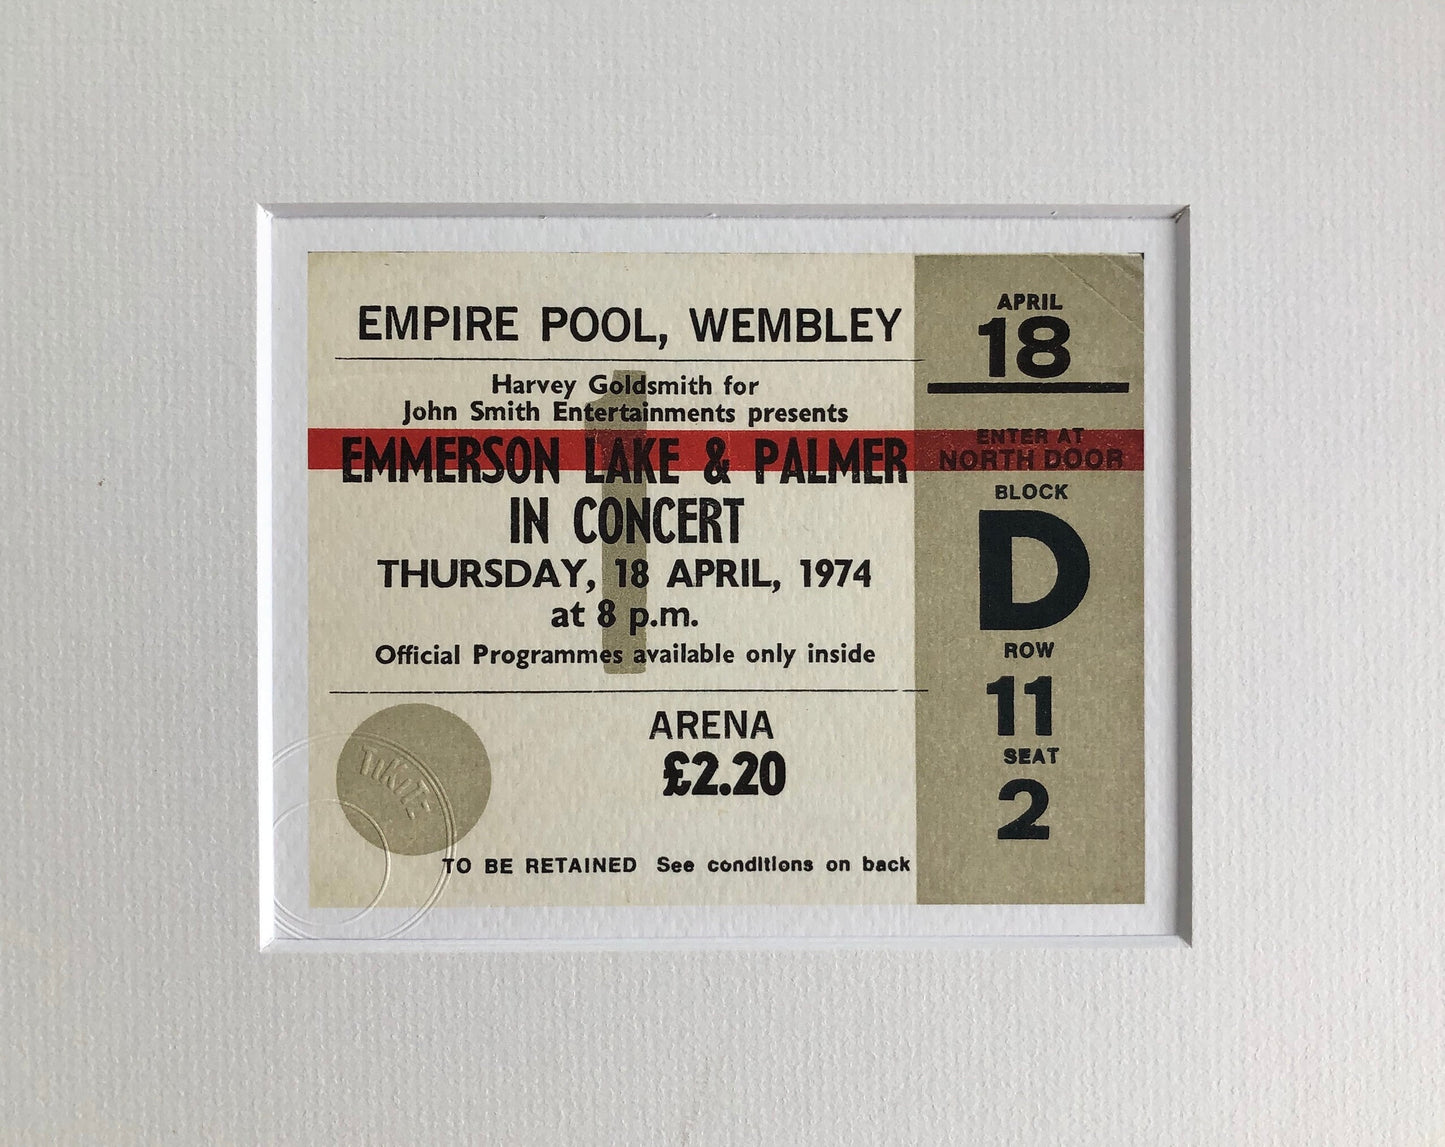 EMPIRE POOL, WEMBLEY
Harvey Goldsmith for
John Smith Entertainments presents
EMMERSON LAKE & PALMER
IN CONCERT
THURSDAY, 18 APRIL, 1974
at 8 p.m.
Official Programmes available only inside
1
ARENA
£2.20
TO BE RETAINED See conditions on back
APRIL
18
ENTER AT
NORTH DOOR
BLOCK
D
ROW
11
SEAT
2